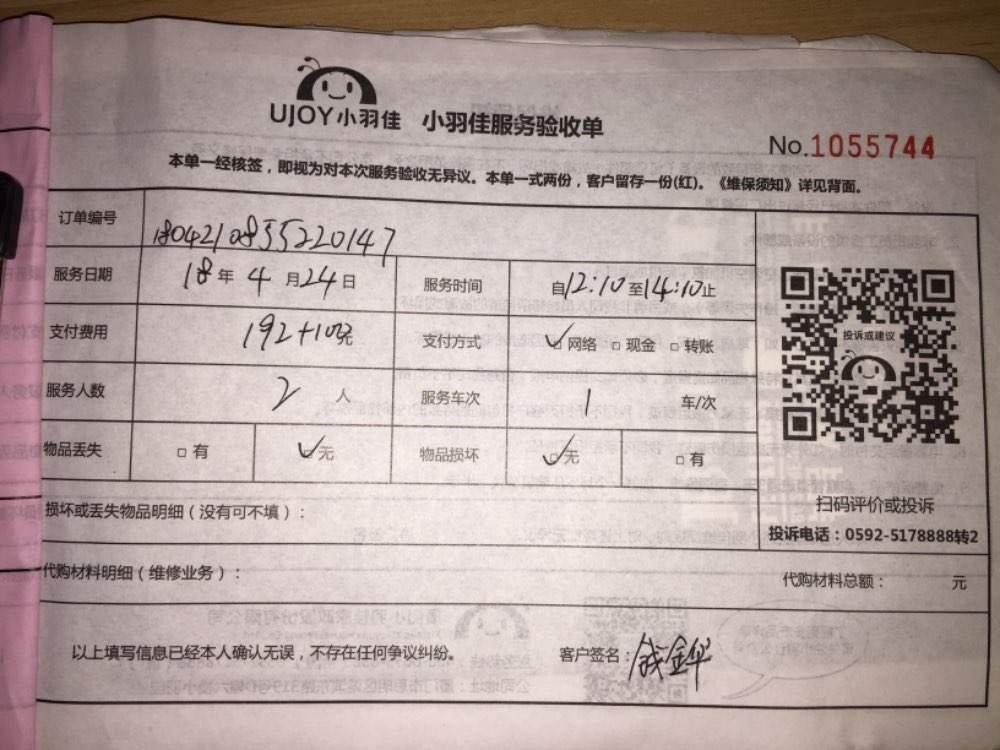 UJOY小羽佳 小羽佳服务验收单
No.1055744
本单一经核签，即视为对本次服务验收无异议。本单一式两份，客户留存一份(红)。《维保须知》详见背面。
订单编号 18042108555220147
服务日期 18年4月24日 服务时间 自12:10至14:10止
支付费用 192+10元 支付方式 ☑网络 □现金 □转账
投诉或建议
服务人数 2人 服务车次 1 车/次
物品丢失 □有 ☑无 物品损坏 ☑无 □有
扫码评价或投诉
损坏或丢失物品明细（没有可不填）：
投诉电话：0592-5178888转2
代购材料明细（维修业务）： 代购材料总额： 元
以上填写信息已经本人确认无误，不存在任何争议纠纷。 客户签名：钱金华